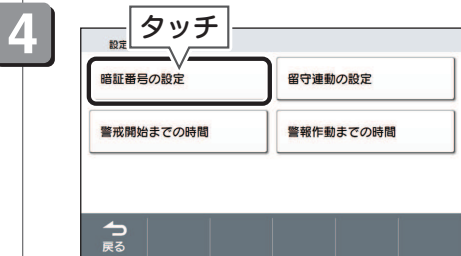 4
タッチ
設定
暗証番号の設定
留守連動の設定
警戒開始までの時間
警報作動までの時間
戻る